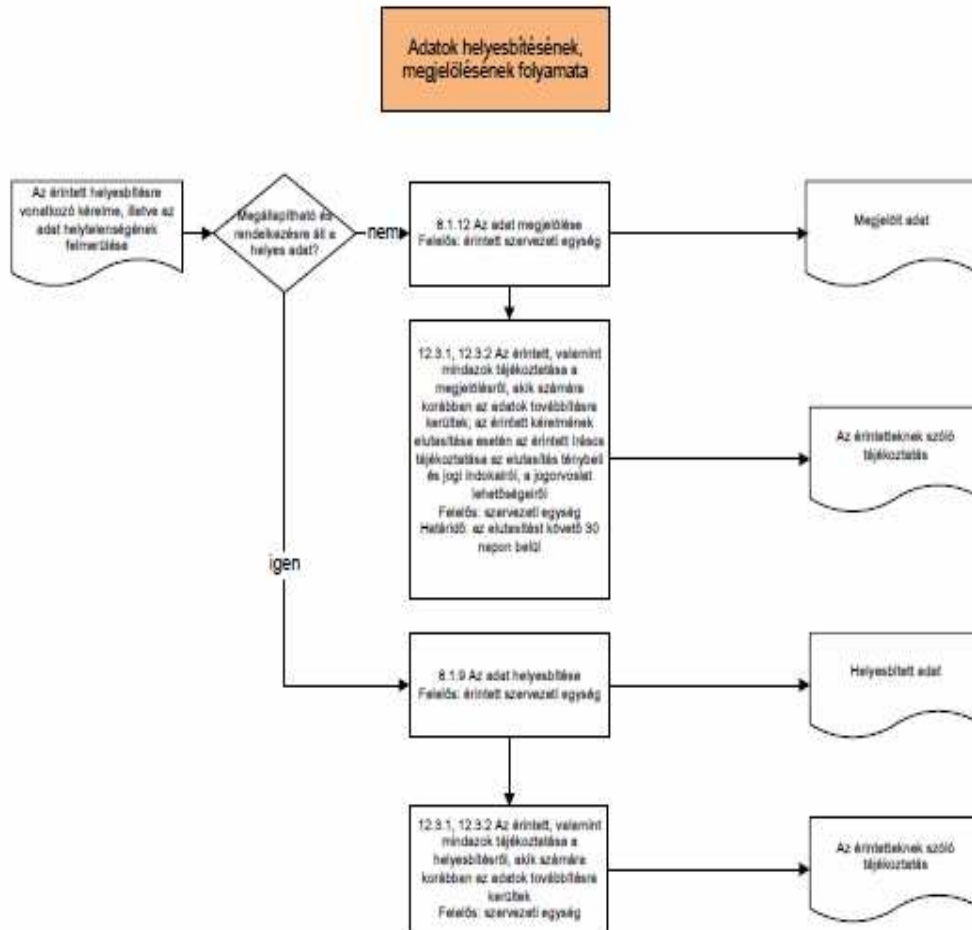 Adatok helyesbítésének,
megjelölésének folyamata
Az érintett helyesbítésre
vonatkozó kérelme, illetve az
adat helytelenségének
felmerülése
Megállapítható és
rendelkezésre áll a
helyes adat?
nem
8.1.12 Az adat megjelölése
Felelős: érintett szervezeti egység
Megjelölt adat
12.3.1, 12.3.2 Az érintett, valamint
mindazok tájékoztatása a
megjelölésről, akik számára
korábban az adatok továbbításra
kerültek; az érintett kérelmének
elutasítása esetén az érintett írásos
tájékoztatása az elutasítás ténybeli
és jogi indokairól, a jogorvoslat
lehetőségeiről
Felelős: szervezeti egység
Határidő: az elutasítást követő 30
napon belül
Az érintetteknek szóló
tájékoztatás
igen
8.1.9 Az adat helyesbítése
Felelős: érintett szervezeti egység
Helyesbített adat
12.3.1, 12.3.2 Az érintett, valamint
mindazok tájékoztatása a
helyesbítésről, akik számára
korábban az adatok továbbításra
kerültek
Felelős: szervezeti egység
Az érintetteknek szóló
tájékoztatás